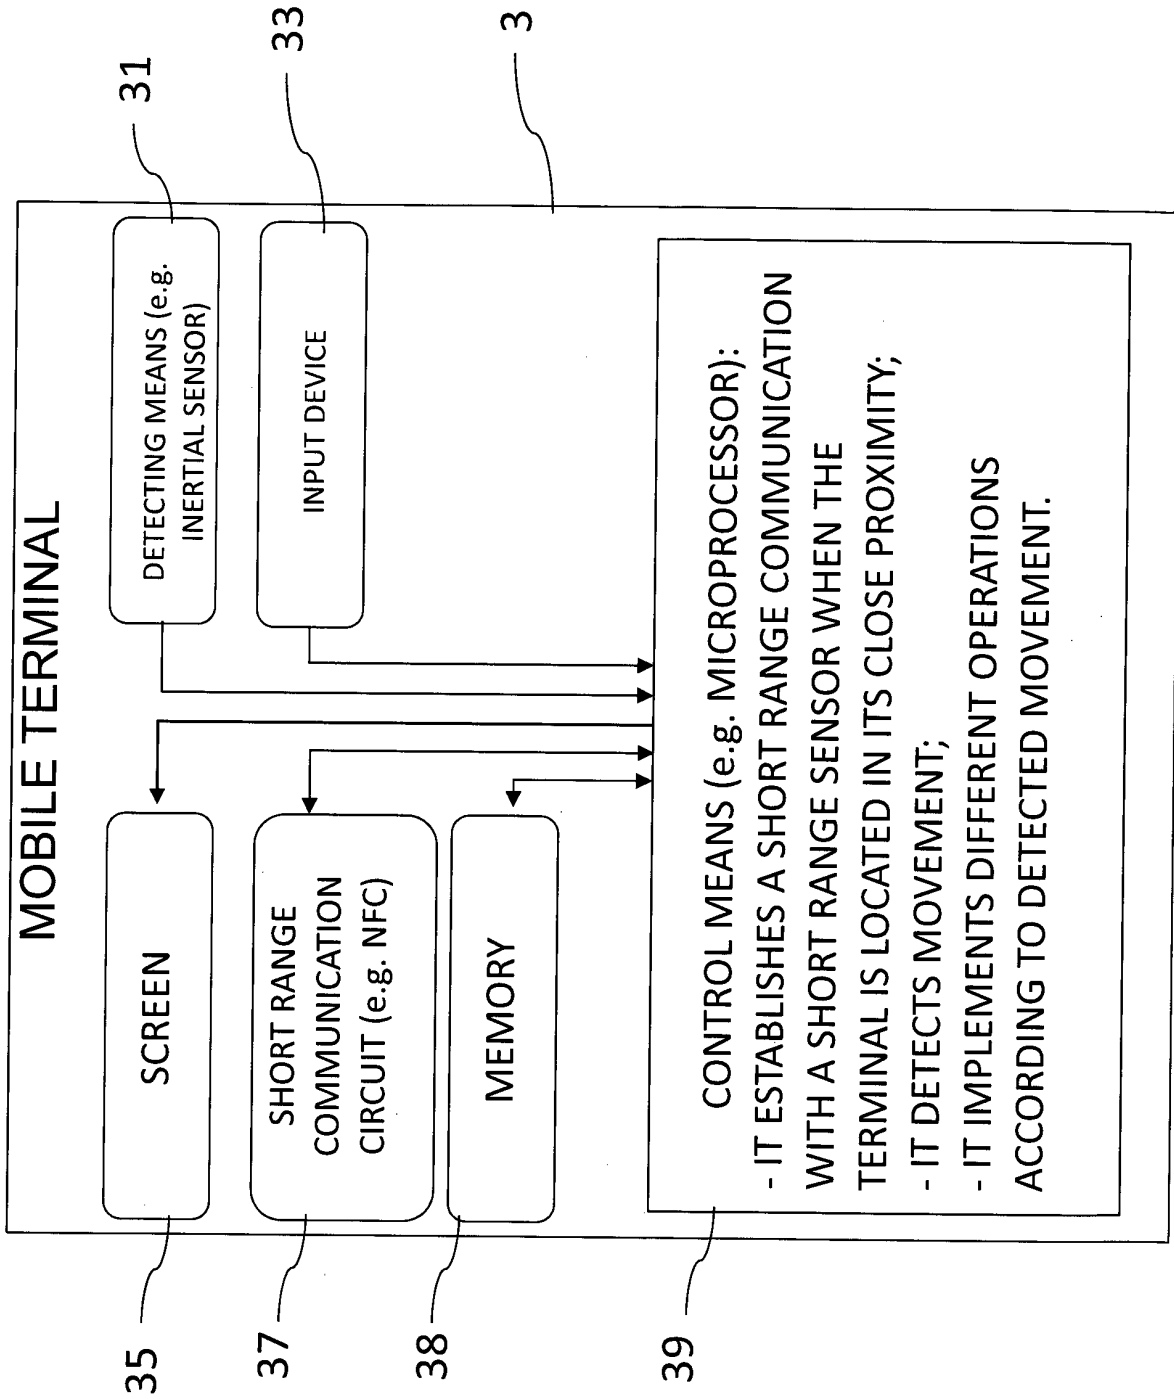 MOBILE TERMINAL
SCREEN
SHORT RANGE
COMMUNICATION
CIRCUIT (e.g. NFC)
MEMORY
DETECTING MEANS (e.g.
INERTIAL SENSOR)
INPUT DEVICE
CONTROL MEANS (e.g. MICROPROCESSOR):
- IT ESTABLISHES A SHORT RANGE COMMUNICATION
WITH A SHORT RANGE SENSOR WHEN THE
TERMINAL IS LOCATED IN ITS CLOSE PROXIMITY;
- IT DETECTS MOVEMENT;
- IT IMPLEMENTS DIFFERENT OPERATIONS
ACCORDING TO DETECTED MOVEMENT.
35
37
38
39
31
33
3